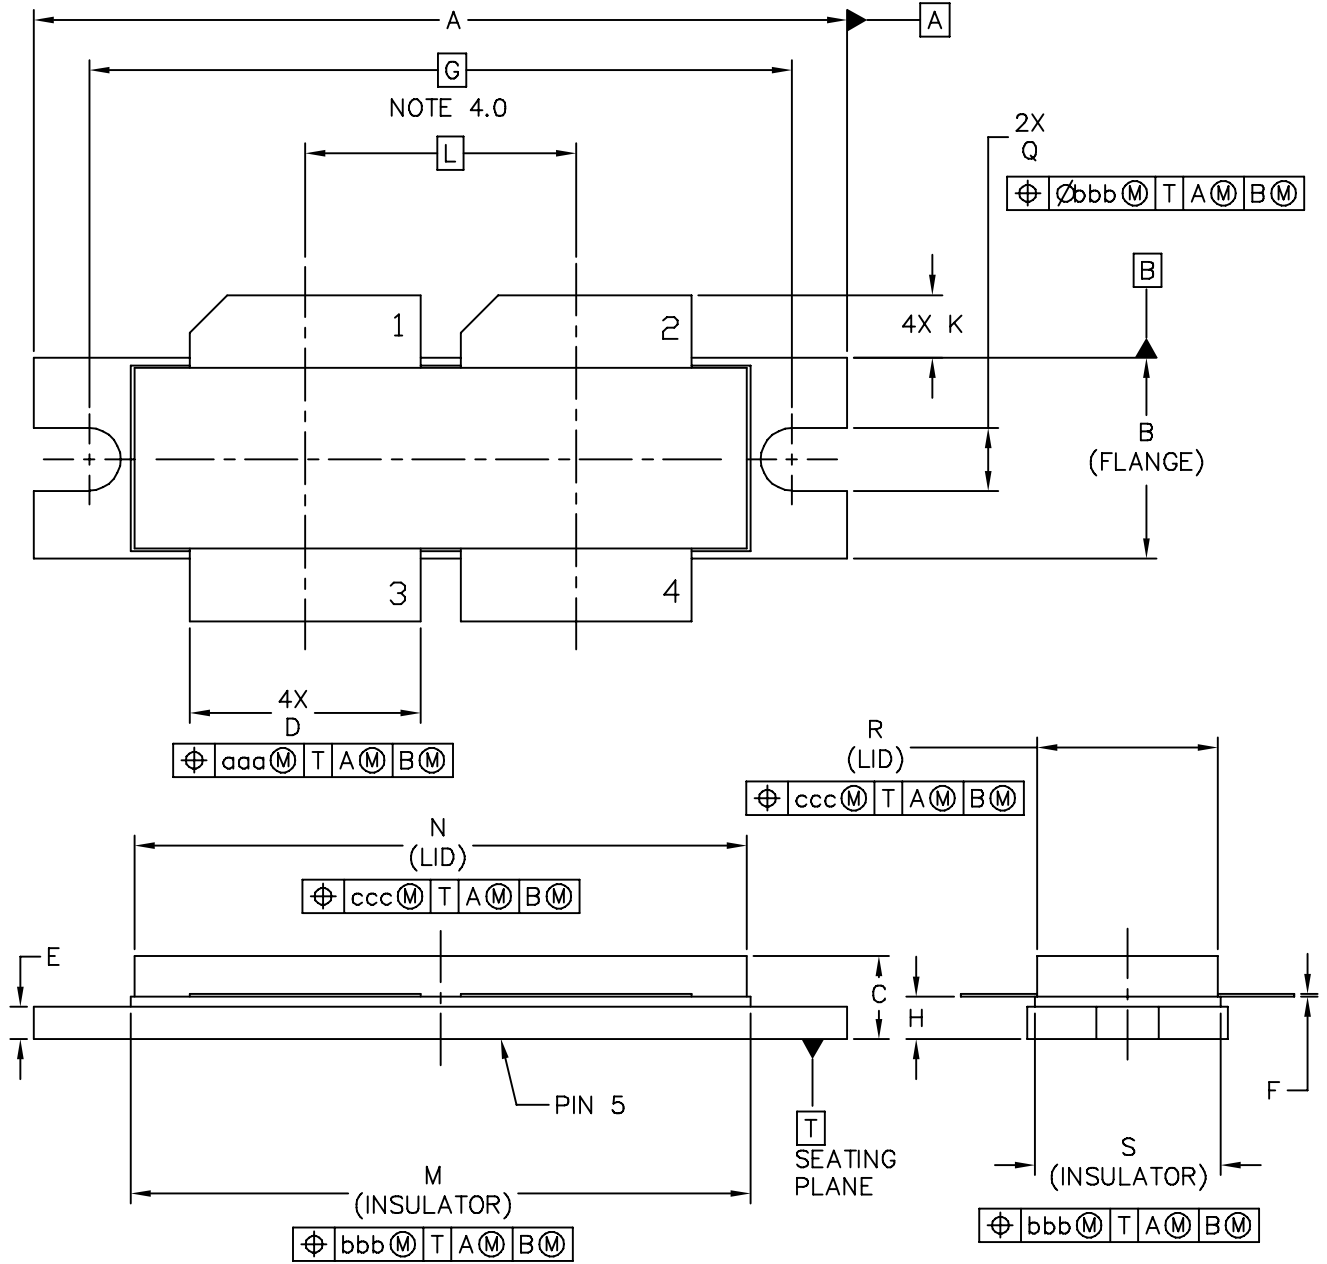 A
A
G
NOTE 4.0
L
2X
Q
⌖ Øbbb Ⓜ T A Ⓜ B Ⓜ
B
1
2
4X K
B
(FLANGE)
3
4
4X
D
⌖ aaa Ⓜ T A Ⓜ B Ⓜ
R
(LID)
⌖ ccc Ⓜ T A Ⓜ B Ⓜ
N
(LID)
⌖ ccc Ⓜ T A Ⓜ B Ⓜ
E
C
H
F
PIN 5
T
SEATING
PLANE
M
(INSULATOR)
⌖ bbb Ⓜ T A Ⓜ B Ⓜ
S
(INSULATOR)
⌖ bbb Ⓜ T A Ⓜ B Ⓜ